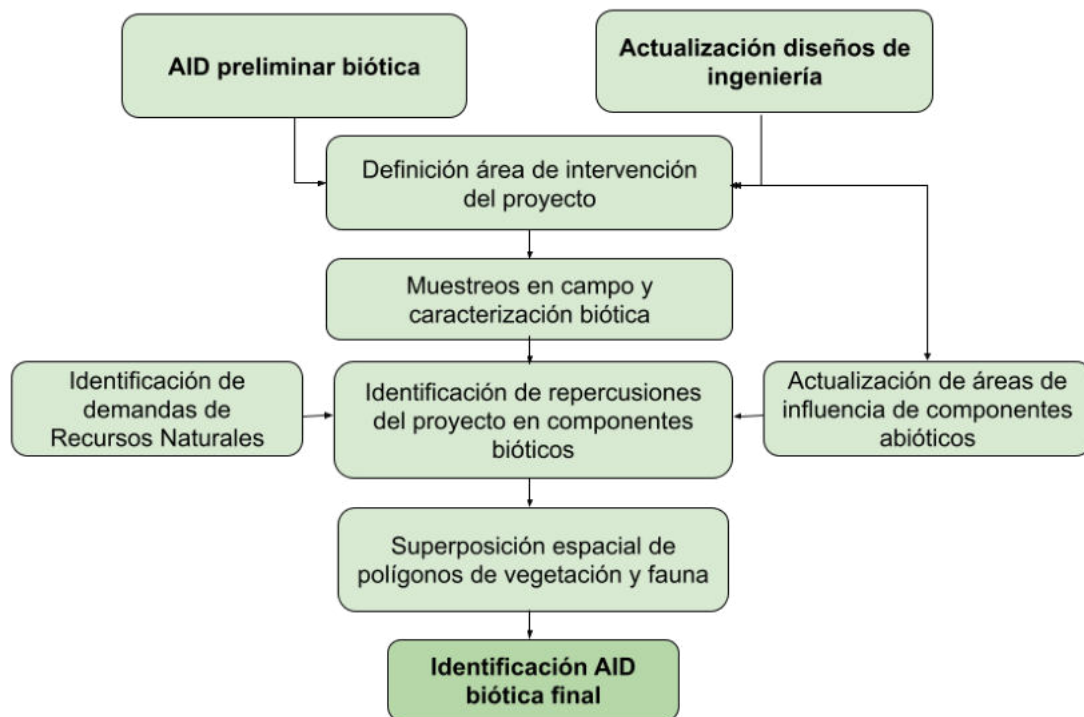 AID preliminar biótica
Actualización diseños de
ingeniería
Definición área de intervención
del proyecto
Muestreos en campo y
caracterización biótica
Identificación de
demandas de
Recursos Naturales
Identificación de repercusiones
del proyecto en componentes
bióticos
Actualización de áreas de
influencia de componentes
abióticos
Superposición espacial de
polígonos de vegetación y fauna
Identificación AID
biótica final